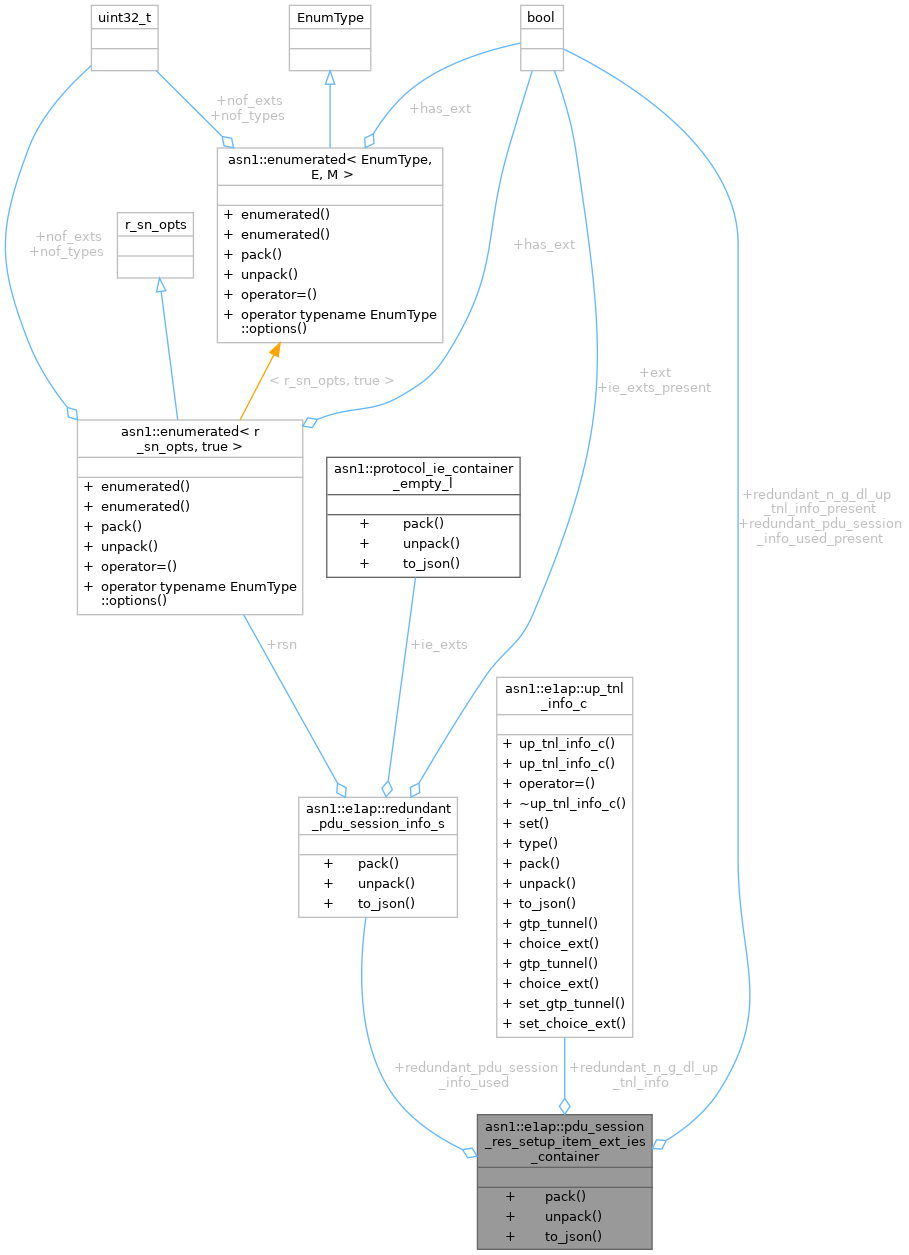 uint32_t
EnumType
bool
+nof_exts
+nof_types
+has_ext
asn1::enumerated< EnumType,
E, M >
+ enumerated()
+ enumerated()
+ pack()
+ unpack()
+ operator=()
+ operator typename EnumType
::options()
r_sn_opts
+nof_exts
+nof_types
+has_ext
< r_sn_opts, true >
+ext
+ie_exts_present
asn1::enumerated< r
_sn_opts, true >
+ enumerated()
+ enumerated()
+ pack()
+ unpack()
+ operator=()
+ operator typename EnumType
::options()
asn1::protocol_ie_container
_empty_l
+ pack()
+ unpack()
+ to_json()
+redundant_n_g_dl_up
_tnl_info_present
+redundant_pdu_session
_info_used_present
+rsn
+ie_exts
asn1::e1ap::up_tnl
_info_c
+ up_tnl_info_c()
+ up_tnl_info_c()
+ operator=()
+ ~up_tnl_info_c()
+ set()
+ type()
+ pack()
+ unpack()
+ to_json()
+ gtp_tunnel()
+ choice_ext()
+ gtp_tunnel()
+ choice_ext()
+ set_gtp_tunnel()
+ set_choice_ext()
asn1::e1ap::redundant
_pdu_session_info_s
+ pack()
+ unpack()
+ to_json()
+redundant_pdu_session
_info_used
+redundant_n_g_dl_up
_tnl_info
asn1::e1ap::pdu_session
_res_setup_item_ext_ies
_container
+ pack()
+ unpack()
+ to_json()